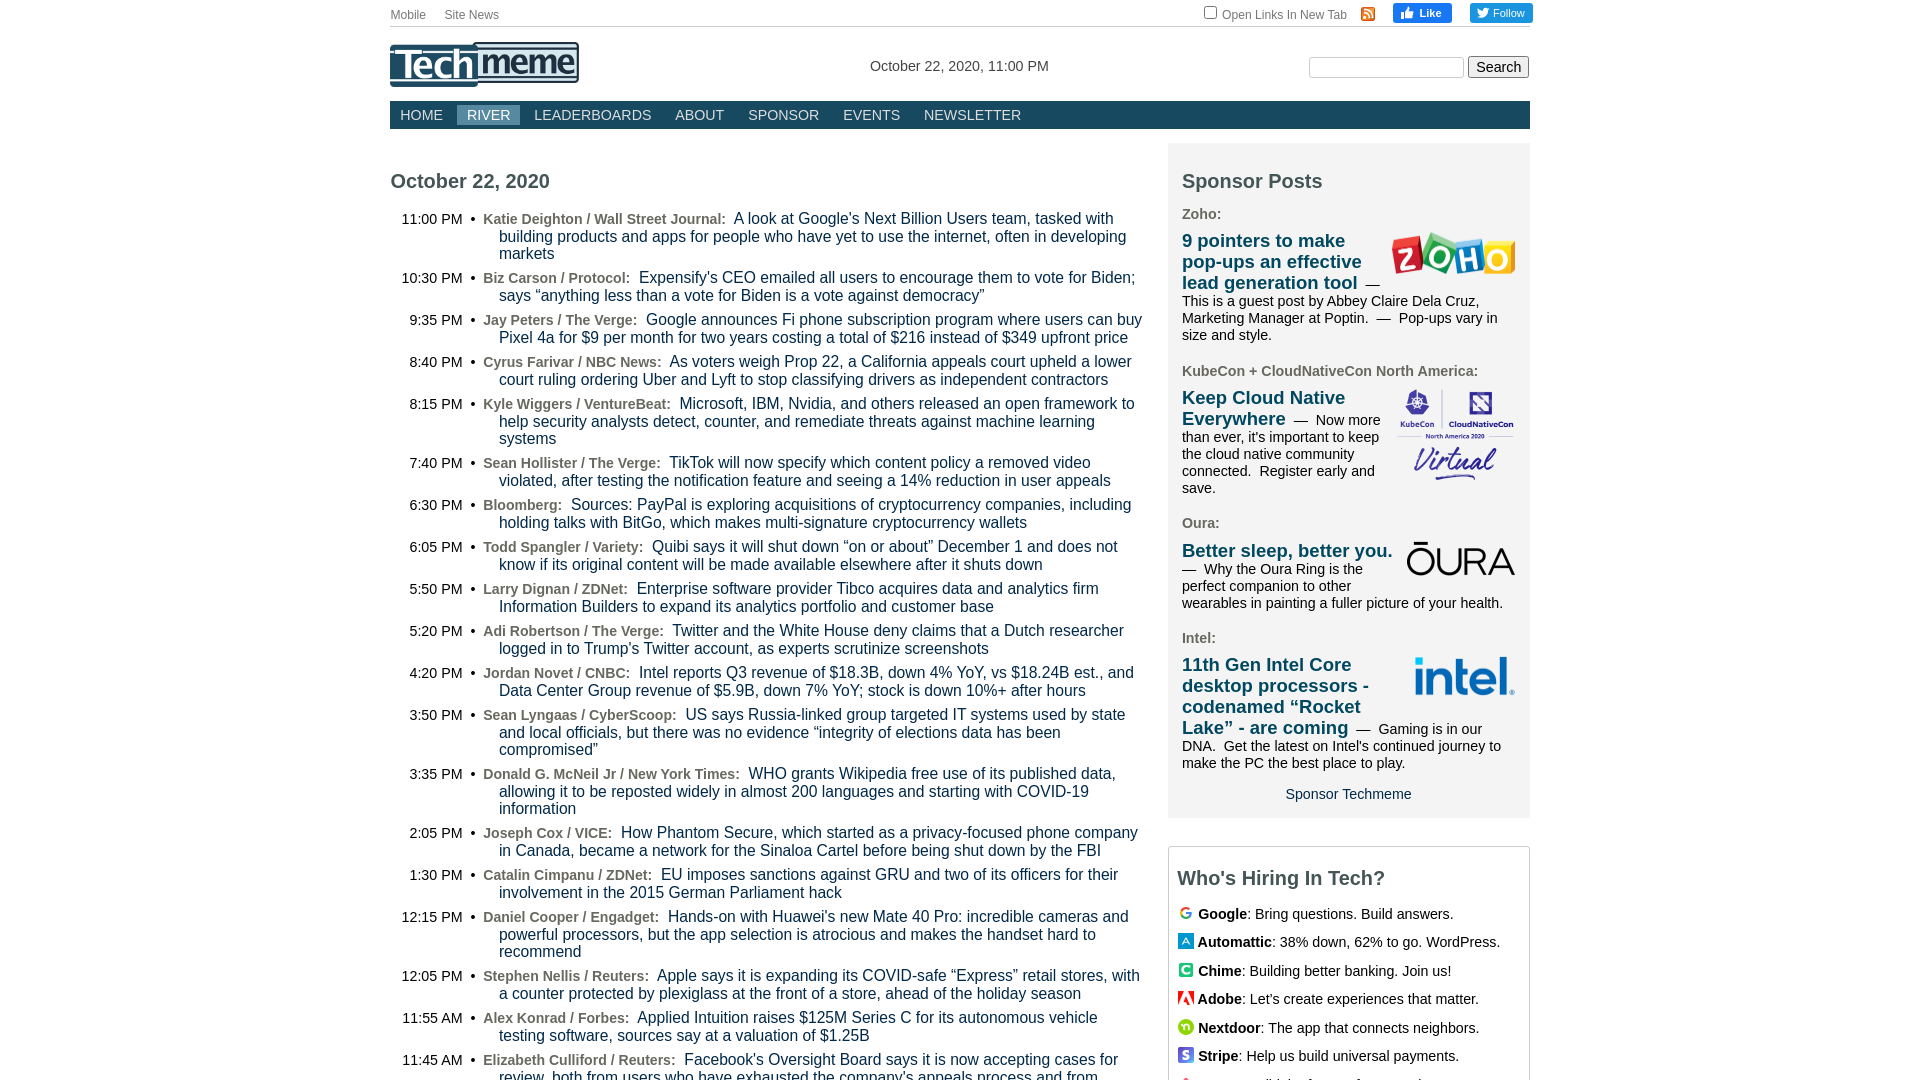 Mobile Site News Open Links In New Tab Like Follow
Techmeme October 22, 2020, 11:00 PM Search
HOME RIVER LEADERBOARDS ABOUT SPONSOR EVENTS NEWSLETTER
October 22, 2020
11:00 PM • Katie Deighton / Wall Street Journal: A look at Google's Next Billion Users team, tasked with
building products and apps for people who have yet to use the internet, often in developing
markets
10:30 PM • Biz Carson / Protocol: Expensify's CEO emailed all users to encourage them to vote for Biden;
says “anything less than a vote for Biden is a vote against democracy”
9:35 PM • Jay Peters / The Verge: Google announces Fi phone subscription program where users can buy
Pixel 4a for $9 per month for two years costing a total of $216 instead of $349 upfront price
8:40 PM • Cyrus Farivar / NBC News: As voters weigh Prop 22, a California appeals court upheld a lower
court ruling ordering Uber and Lyft to stop classifying drivers as independent contractors
8:15 PM • Kyle Wiggers / VentureBeat: Microsoft, IBM, Nvidia, and others released an open framework to
help security analysts detect, counter, and remediate threats against machine learning
systems
7:40 PM • Sean Hollister / The Verge: TikTok will now specify which content policy a removed video
violated, after testing the notification feature and seeing a 14% reduction in user appeals
6:30 PM • Bloomberg: Sources: PayPal is exploring acquisitions of cryptocurrency companies, including
holding talks with BitGo, which makes multi-signature cryptocurrency wallets
6:05 PM • Todd Spangler / Variety: Quibi says it will shut down “on or about” December 1 and does not
know if its original content will be made available elsewhere after it shuts down
5:50 PM • Larry Dignan / ZDNet: Enterprise software provider Tibco acquires data and analytics firm
Information Builders to expand its analytics portfolio and customer base
5:20 PM • Adi Robertson / The Verge: Twitter and the White House deny claims that a Dutch researcher
logged in to Trump's Twitter account, as experts scrutinize screenshots
4:20 PM • Jordan Novet / CNBC: Intel reports Q3 revenue of $18.3B, down 4% YoY, vs $18.24B est., and
Data Center Group revenue of $5.9B, down 7% YoY; stock is down 10%+ after hours
3:50 PM • Sean Lyngaas / CyberScoop: US says Russia-linked group targeted IT systems used by state
and local officials, but there was no evidence “integrity of elections data has been
compromised”
3:35 PM • Donald G. McNeil Jr / New York Times: WHO grants Wikipedia free use of its published data,
allowing it to be reposted widely in almost 200 languages and starting with COVID-19
information
2:05 PM • Joseph Cox / VICE: How Phantom Secure, which started as a privacy-focused phone company
in Canada, became a network for the Sinaloa Cartel before being shut down by the FBI
1:30 PM • Catalin Cimpanu / ZDNet: EU imposes sanctions against GRU and two of its officers for their
involvement in the 2015 German Parliament hack
12:15 PM • Daniel Cooper / Engadget: Hands-on with Huawei's new Mate 40 Pro: incredible cameras and
powerful processors, but the app selection is atrocious and makes the handset hard to
recommend
12:05 PM • Stephen Nellis / Reuters: Apple says it is expanding its COVID-safe “Express” retail stores, with
a counter protected by plexiglass at the front of a store, ahead of the holiday season
11:55 AM • Alex Konrad / Forbes: Applied Intuition raises $125M Series C for its autonomous vehicle
testing software, sources say at a valuation of $1.25B
11:45 AM • Elizabeth Culliford / Reuters: Facebook's Oversight Board says it is now accepting cases for
review, both from users who have exhausted the company's appeals process and from
Sponsor Posts
Zoho:
ZOHO
9 pointers to make
pop-ups an effective
lead generation tool —
This is a guest post by Abbey Claire Dela Cruz,
Marketing Manager at Poptin. — Pop-ups vary in
size and style.
KubeCon + CloudNativeCon North America:
KubeCon CloudNativeCon
North America 2020
Virtual
Keep Cloud Native
Everywhere — Now more
than ever, it's important to keep
the cloud native community
connected. Register early and
save.
Oura:
ŌURA
Better sleep, better you.
— Why the Oura Ring is the
perfect companion to other
wearables in painting a fuller picture of your health.
Intel:
intel
11th Gen Intel Core
desktop processors -
codenamed “Rocket
Lake” - are coming — Gaming is in our
DNA. Get the latest on Intel's continued journey to
make the PC the best place to play.
Sponsor Techmeme
Who's Hiring In Tech?
Google: Bring questions. Build answers.
Automattic: 38% down, 62% to go. WordPress.
Chime: Building better banking. Join us!
Adobe: Let’s create experiences that matter.
Nextdoor: The app that connects neighbors.
Stripe: Help us build universal payments.